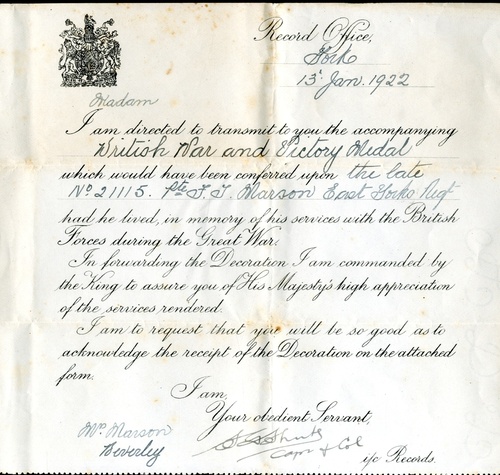 Record Office,
York
13th Jan. 1922
Madam
I am directed to transmit to you the accompanying
British War and Victory Medal
which would have been conferred upon the late
No 21115. Pte. Marson East Yorks Regt
had he lived, in memory of his services with the British
Forces during the Great War.
In forwarding the Decoration I am commanded by
the King to assure you of His Majesty's high appreciation
of the services rendered.
I am to request that you will be so good as to
acknowledge the receipt of the Decoration on the attached
form.
I am,
Your obedient Servant,
Mrs Marson
Beverley
Capt & Col
i/c Records.